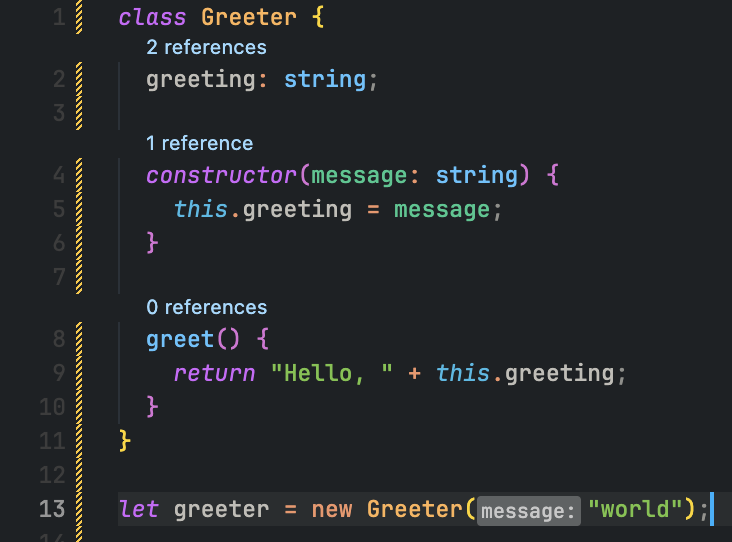 1 class Greeter {
2 references
2 greeting: string;
3
1 reference
4 constructor(message: string) {
5 this.greeting = message;
6 }
7
0 references
8 greet() {
9 return "Hello, " + this.greeting;
10 }
11 }
12
13 let greeter = new Greeter(message: "world");